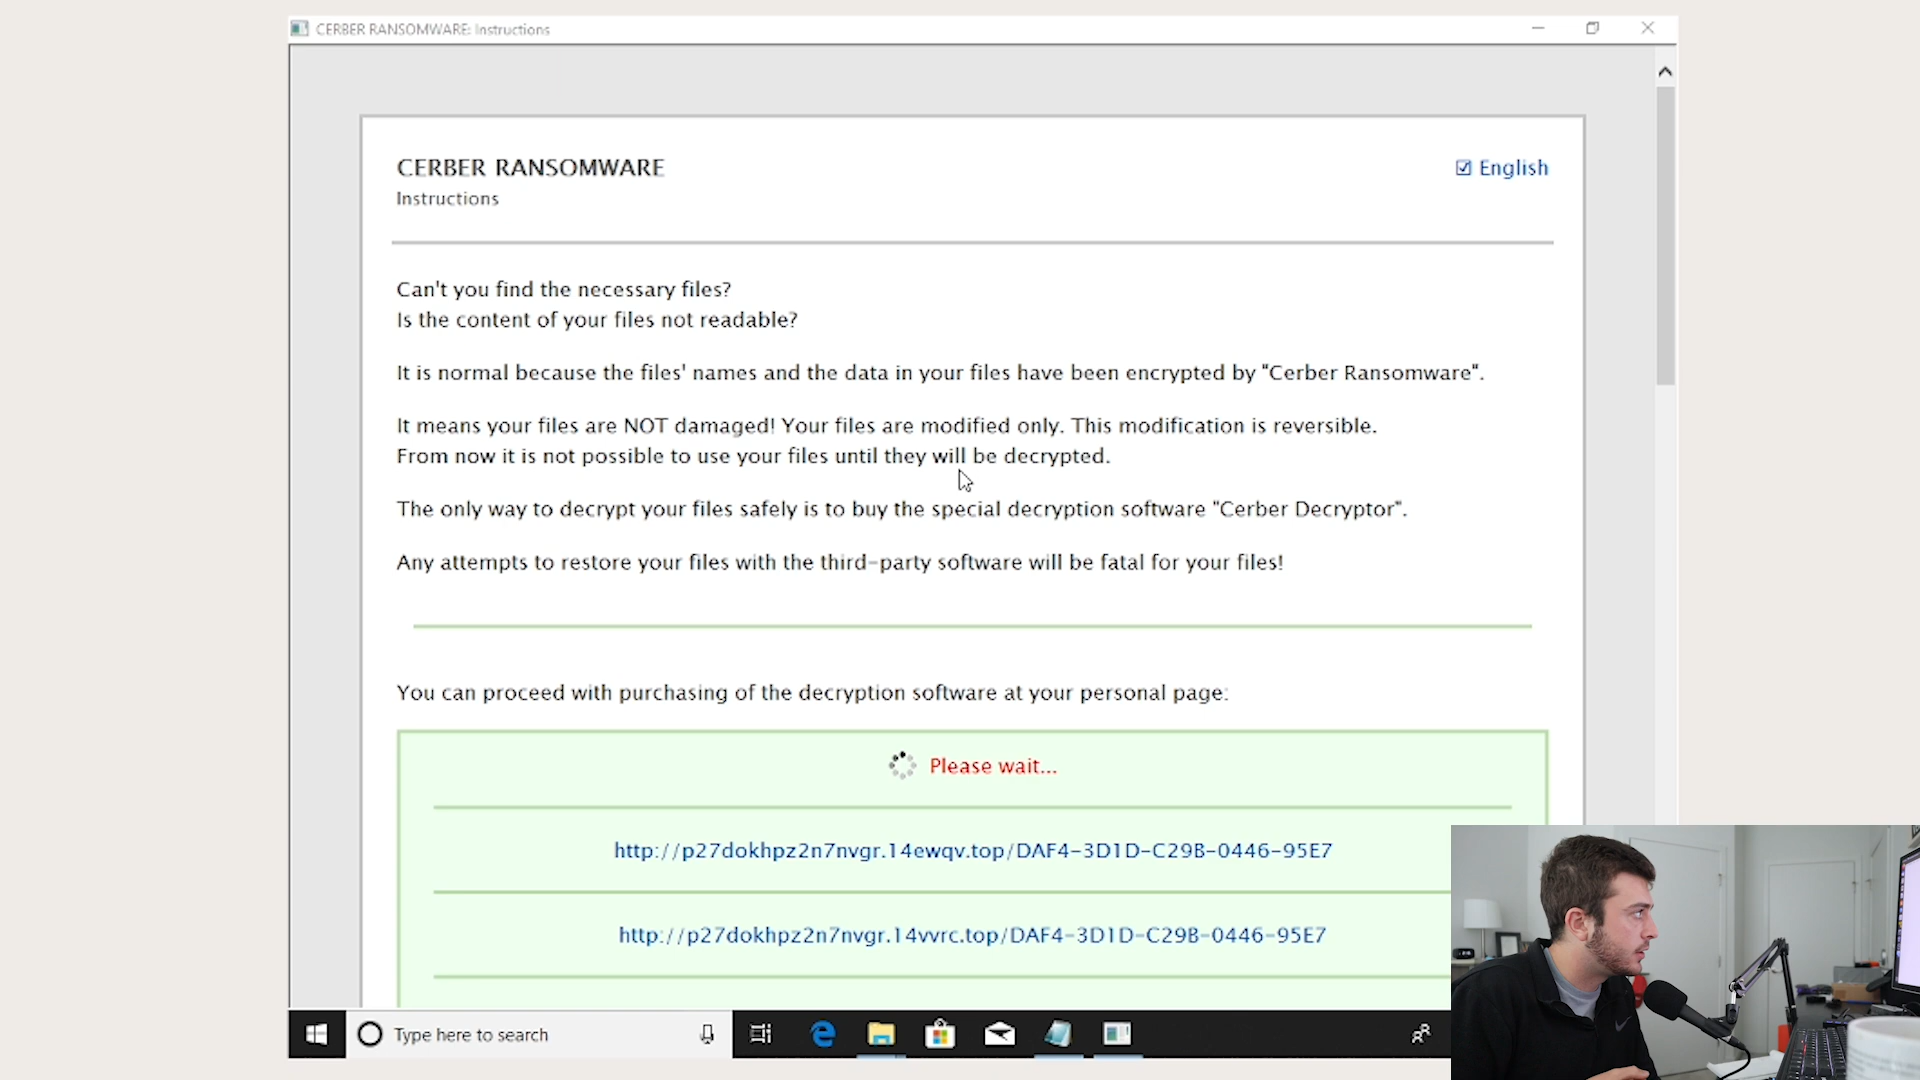 CERBER RANSOMWARE: Instructions
CERBER RANSOMWARE
English
Instructions
Can't you find the necessary files?
Is the content of your files not readable?
It is normal because the files' names and the data in your files have been encrypted by "Cerber Ransomware".
It means your files are NOT damaged! Your files are modified only. This modification is reversible.
From now it is not possible to use your files until they will be decrypted.
The only way to decrypt your files safely is to buy the special decryption software "Cerber Decryptor".
Any attempts to restore your files with the third-party software will be fatal for your files!
You can proceed with purchasing of the decryption software at your personal page:
Please wait...
http://p27dokhpz2n7nvgr.14ewqv.top/DAF4-3D1D-C29B-0446-95E7
http://p27dokhpz2n7nvgr.14vvrc.top/DAF4-3D1D-C29B-0446-95E7
Type here to search